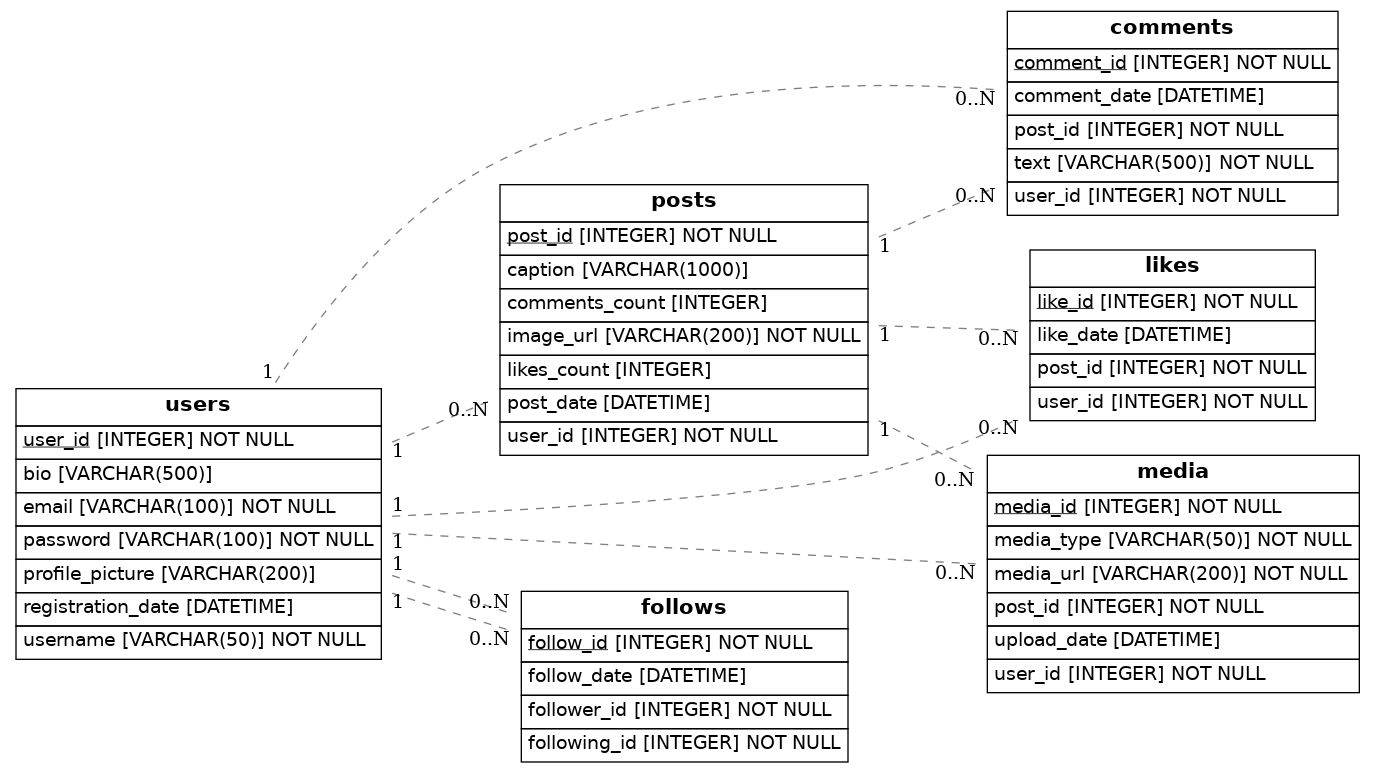 comments
comment_id [INTEGER] NOT NULL
comment_date [DATETIME]
post_id [INTEGER] NOT NULL
text [VARCHAR(500)] NOT NULL
user_id [INTEGER] NOT NULL
0..N
0..N
posts
post_id [INTEGER] NOT NULL
caption [VARCHAR(1000)]
comments_count [INTEGER]
image_url [VARCHAR(200)] NOT NULL
likes_count [INTEGER]
post_date [DATETIME]
user_id [INTEGER] NOT NULL
1
1
1
likes
like_id [INTEGER] NOT NULL
like_date [DATETIME]
post_id [INTEGER] NOT NULL
user_id [INTEGER] NOT NULL
0..N
0..N
1
users
user_id [INTEGER] NOT NULL
bio [VARCHAR(500)]
email [VARCHAR(100)] NOT NULL
password [VARCHAR(100)] NOT NULL
profile_picture [VARCHAR(200)]
registration_date [DATETIME]
username [VARCHAR(50)] NOT NULL
0..N
1
1
1
1
1
media
media_id [INTEGER] NOT NULL
media_type [VARCHAR(50)] NOT NULL
media_url [VARCHAR(200)] NOT NULL
post_id [INTEGER] NOT NULL
upload_date [DATETIME]
user_id [INTEGER] NOT NULL
0..N
0..N
follows
follow_id [INTEGER] NOT NULL
follow_date [DATETIME]
follower_id [INTEGER] NOT NULL
following_id [INTEGER] NOT NULL
0..N
0..N